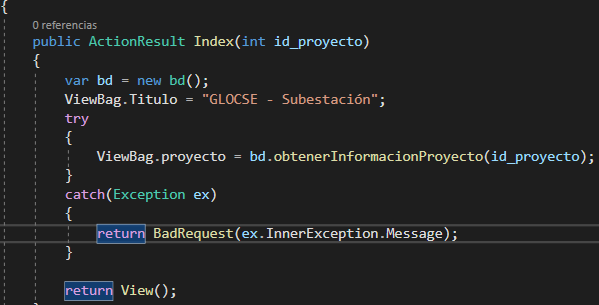 {
0 referencias
public ActionResult Index(int id_proyecto)
{
var bd = new bd();
ViewBag.Titulo = "GLOCSE - Subestación";
try
{
ViewBag.proyecto = bd.obtenerInformacionProyecto(id_proyecto);
}
catch(Exception ex)
{
return BadRequest(ex.InnerException.Message);
}
return View();